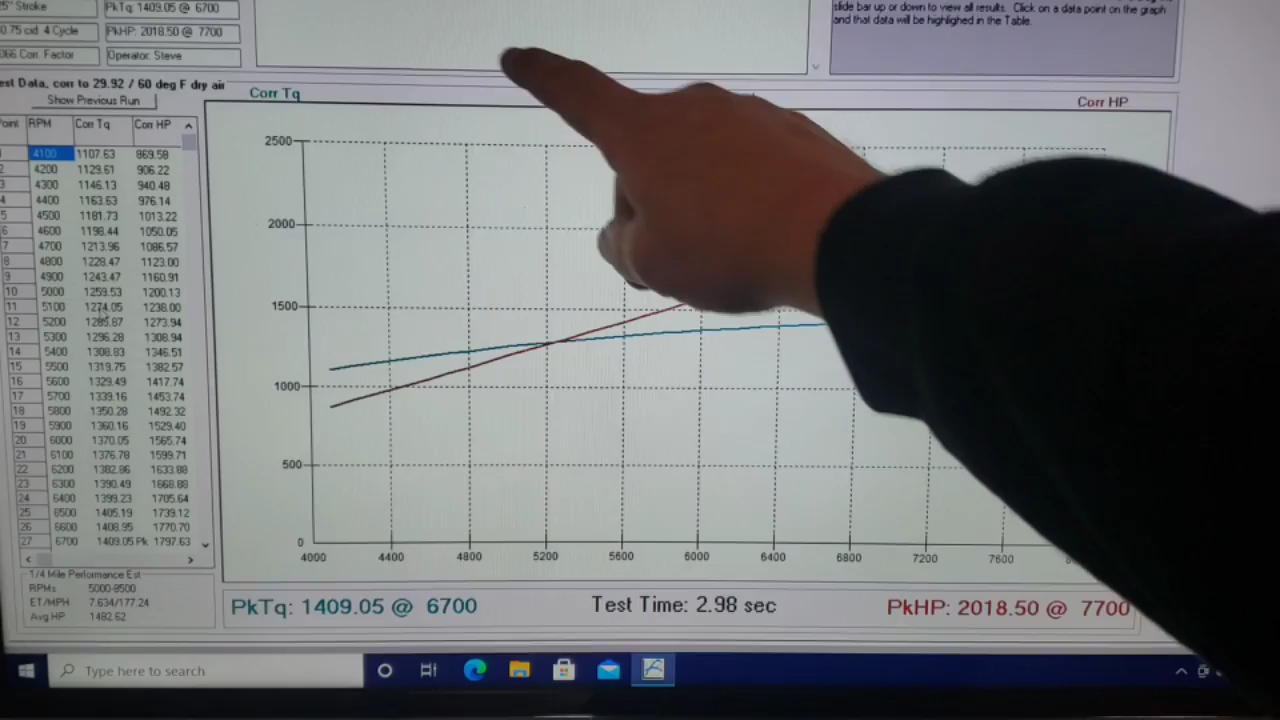 25" Stroke
PkTq: 1409.05 @ 6700
0.75 cid 4 Cycle
PkHP: 2018.50 @ 7700
066 Corr. Factor
Operator: Steve
slide bar up or down to view all results. Click on a data point on the graph
and that data will be highlighed in the Table.
est Data, corr to 29.92 / 60 deg F dry air
Show Previous Run
Corr Tq
Corr HP
Point RPM Corr Tq Corr HP
4100 1107.63 869.58
2 4200 1129.61 906.22
3 4300 1146.13 940.48
4 4400 1163.63 976.14
5 4500 1181.73 1013.22
6 4600 1198.44 1050.05
7 4700 1213.96 1086.57
8 4800 1228.47 1123.00
9 4900 1243.47 1160.91
10 5000 1259.53 1200.13
11 5100 1274.05 1238.00
12 5200 1285.87 1273.94
13 5300 1296.28 1308.94
14 5400 1308.83 1346.51
15 5500 1319.75 1382.57
16 5600 1329.49 1417.74
17 5700 1339.16 1453.74
18 5800 1350.28 1492.32
19 5900 1360.16 1529.40
20 6000 1370.05 1565.74
21 6100 1376.78 1599.71
22 6200 1382.86 1633.88
23 6300 1390.49 1668.88
24 6400 1399.23 1705.64
25 6500 1405.19 1739.12
26 6600 1408.95 1770.70
27 6700 1409.05 Pk 1797.63
2500
2000
1500
1000
500
0
4000 4400 4800 5200 5600 6000 6400 6800 7200 7600
1/4 Mile Performance Est
RPMs 5000-8500
ET/MPH 7.634/177.24
Avg HP 1482.62
PkTq: 1409.05 @ 6700
Test Time: 2.98 sec
PkHP: 2018.50 @ 7700
Type here to search